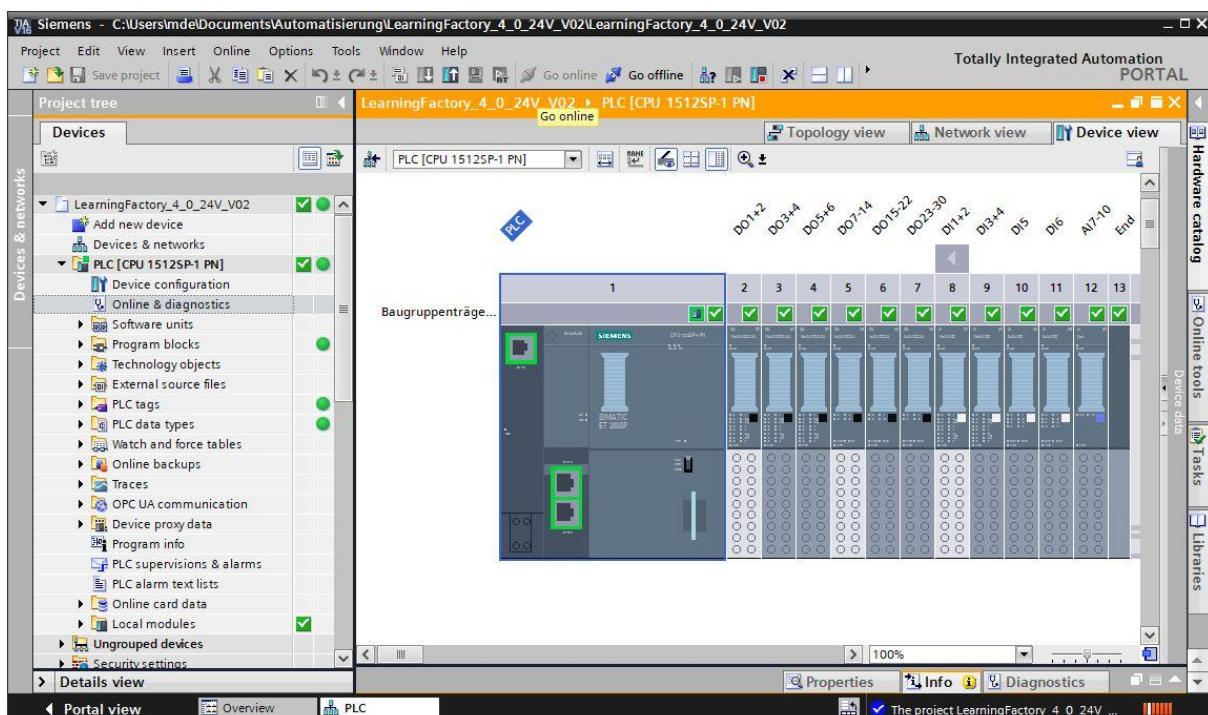 TIA V16 Siemens - C:\Users\mde\Documents\Automatisierung\LearningFactory_4_0_24V_V02\LearningFactory_4_0_24V_V02
Project Edit View Insert Online Options Tools Window Help
Save project Go online Go offline
Totally Integrated Automation
PORTAL
Project tree
LearningFactory_4_0_24V_V02 PLC [CPU 1512SP-1 PN]
Go online
Devices
Topology view Network view Device view
PLC [CPU 1512SP-1 PN]
Devices & networks
LearningFactory_4_0_24V_V02
Add new device
Devices & networks
PLC [CPU 1512SP-1 PN]
Device configuration
Online & diagnostics
Software units
Program blocks
Technology objects
External source files
PLC tags
PLC data types
Watch and force tables
Online backups
Traces
OPC UA communication
Device proxy data
Program info
PLC supervisions & alarms
PLC alarm text lists
Online card data
Local modules
Ungrouped devices
Security settings
Details view
PLC
DO1+2 DO3+4 DO5+6 DO7-14 DO15-22 DO23-30 DI1+2 DI3+4 DI5 DI6 AI7-10 End
1 2 3 4 5 6 7 8 9 10 11 12 13
Baugruppenträge...
SIEMENS
SIMATIC
ET 200SP
100%
Device data
Hardware catalog
Online tools
Tasks
Libraries
Properties Info Diagnostics
Portal view Overview PLC
The project LearningFactory_4_0_24V_...